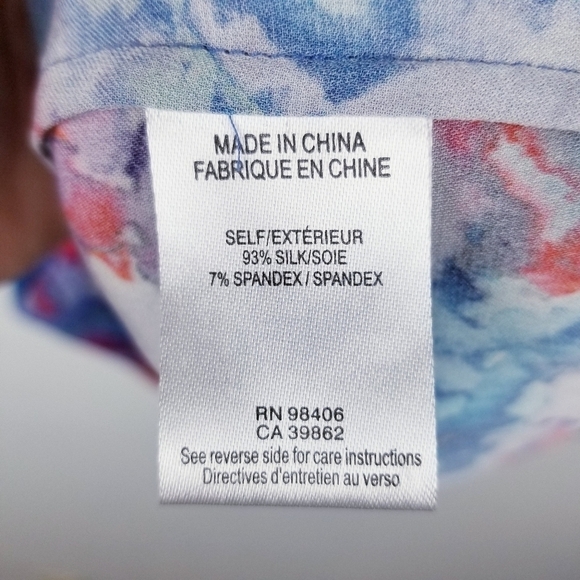 MADE IN CHINA
FABRIQUE EN CHINE
SELF/EXTÉRIEUR
93% SILK/SOIE
7% SPANDEX / SPANDEX
RN 98406
CA 39862
See reverse side for care instructions
Directives d'entretien au verso